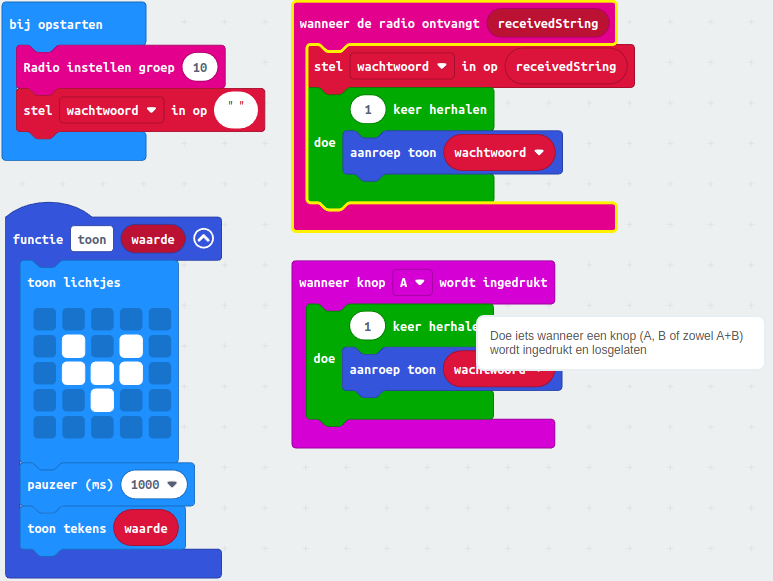 bij opstarten
Radio instellen groep 10
stel wachtwoord in op " "
functie toon waarde
toon lichtjes
pauzeer (ms) 1000
toon tekens waarde
wanneer de radio ontvangt receivedString
stel wachtwoord in op receivedString
1 keer herhalen
doe
aanroep toon wachtwoord
wanneer knop A wordt ingedrukt
1 keer
doe
aanroep toon
Doe iets wanneer een knop (A, B of zowel A+B)
wordt ingedrukt en losgelaten